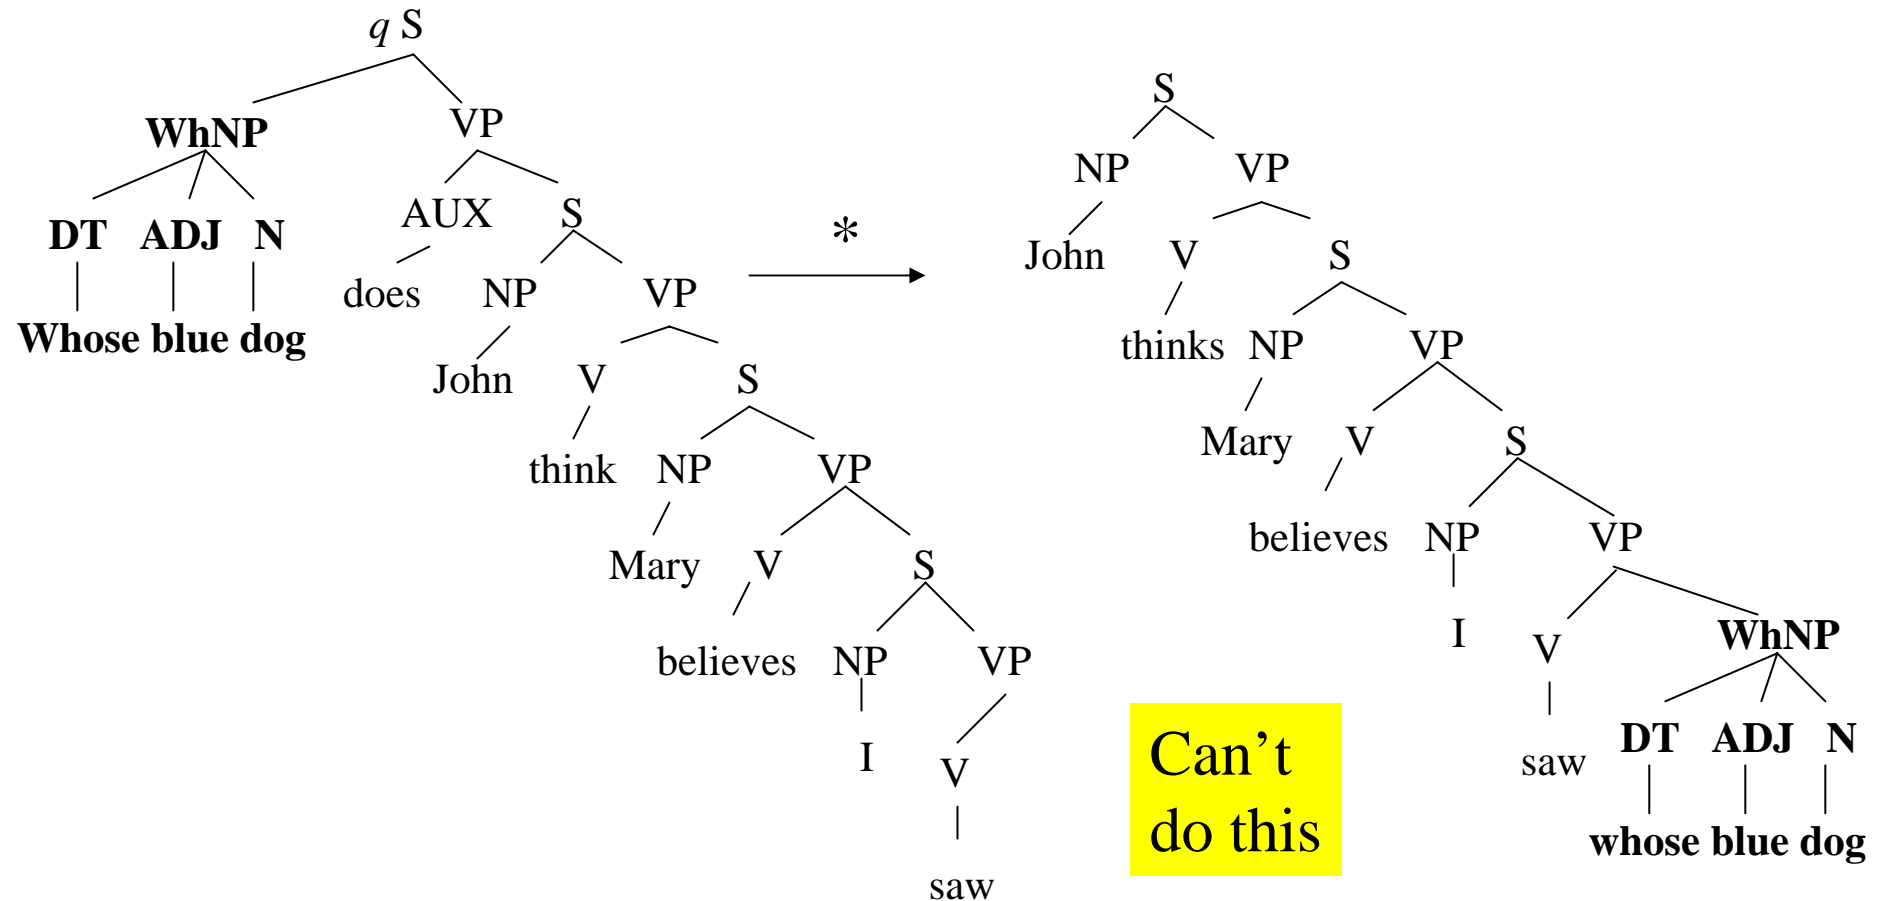 q S
S
WhNP VP
NP VP
DT ADJ N AUX S
*
John V S
Whose blue dog does NP VP
thinks NP VP
John V S
Mary V S
think NP VP
believes NP VP
Mary V S
I V WhNP
believes NP VP
DT ADJ N
I V saw
Can't
do this
whose blue dog
saw